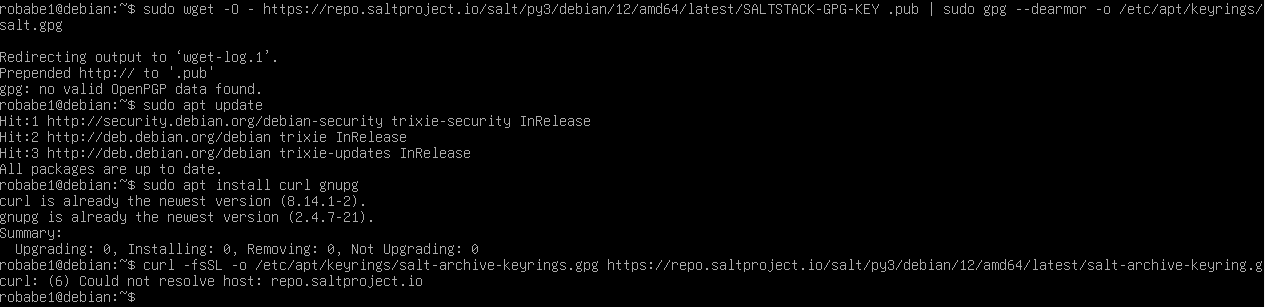 robabe1@debian:~$ sudo wget -O - https://repo.saltproject.io/salt/py3/debian/12/amd64/latest/SALTSTACK-GPG-KEY .pub | sudo gpg --dearmor -o /etc/apt/keyrings/
salt.gpg
Redirecting output to ‘wget-log.1’.
Prepended http:// to '.pub'
gpg: no valid OpenPGP data found.
robabe1@debian:~$ sudo apt update
Hit:1 http://security.debian.org/debian-security trixie-security InRelease
Hit:2 http://deb.debian.org/debian trixie InRelease
Hit:3 http://deb.debian.org/debian trixie-updates InRelease
All packages are up to date.
robabe1@debian:~$ sudo apt install curl gnupg
curl is already the newest version (8.14.1-2).
gnupg is already the newest version (2.4.7-21).
Summary:
  Upgrading: 0, Installing: 0, Removing: 0, Not Upgrading: 0
robabe1@debian:~$ curl -fsSL -o /etc/apt/keyrings/salt-archive-keyrings.gpg https://repo.saltproject.io/salt/py3/debian/12/amd64/latest/salt-archive-keyring.g
curl: (6) Could not resolve host: repo.saltproject.io
robabe1@debian:~$